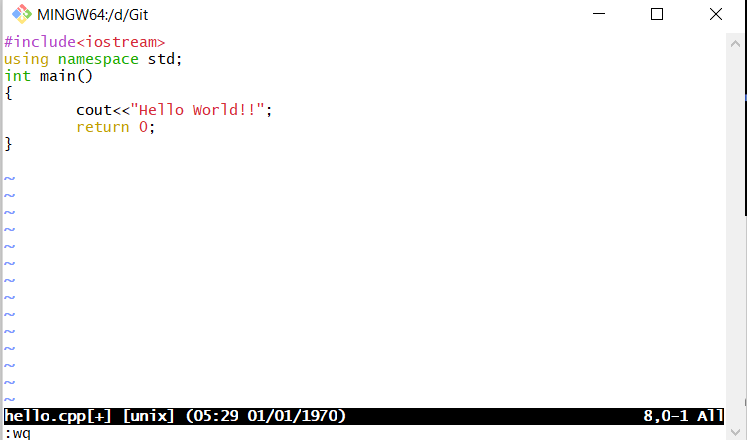 MINGW64:/d/Git
#include<iostream>
using namespace std;
int main()
{
        cout<<"Hello World!!";
        return 0;
}
~
~
~
~
~
~
~
~
~
~
~
~
~
~
hello.cpp[+] [unix] (05:29 01/01/1970) 8,0-1 All
:wq